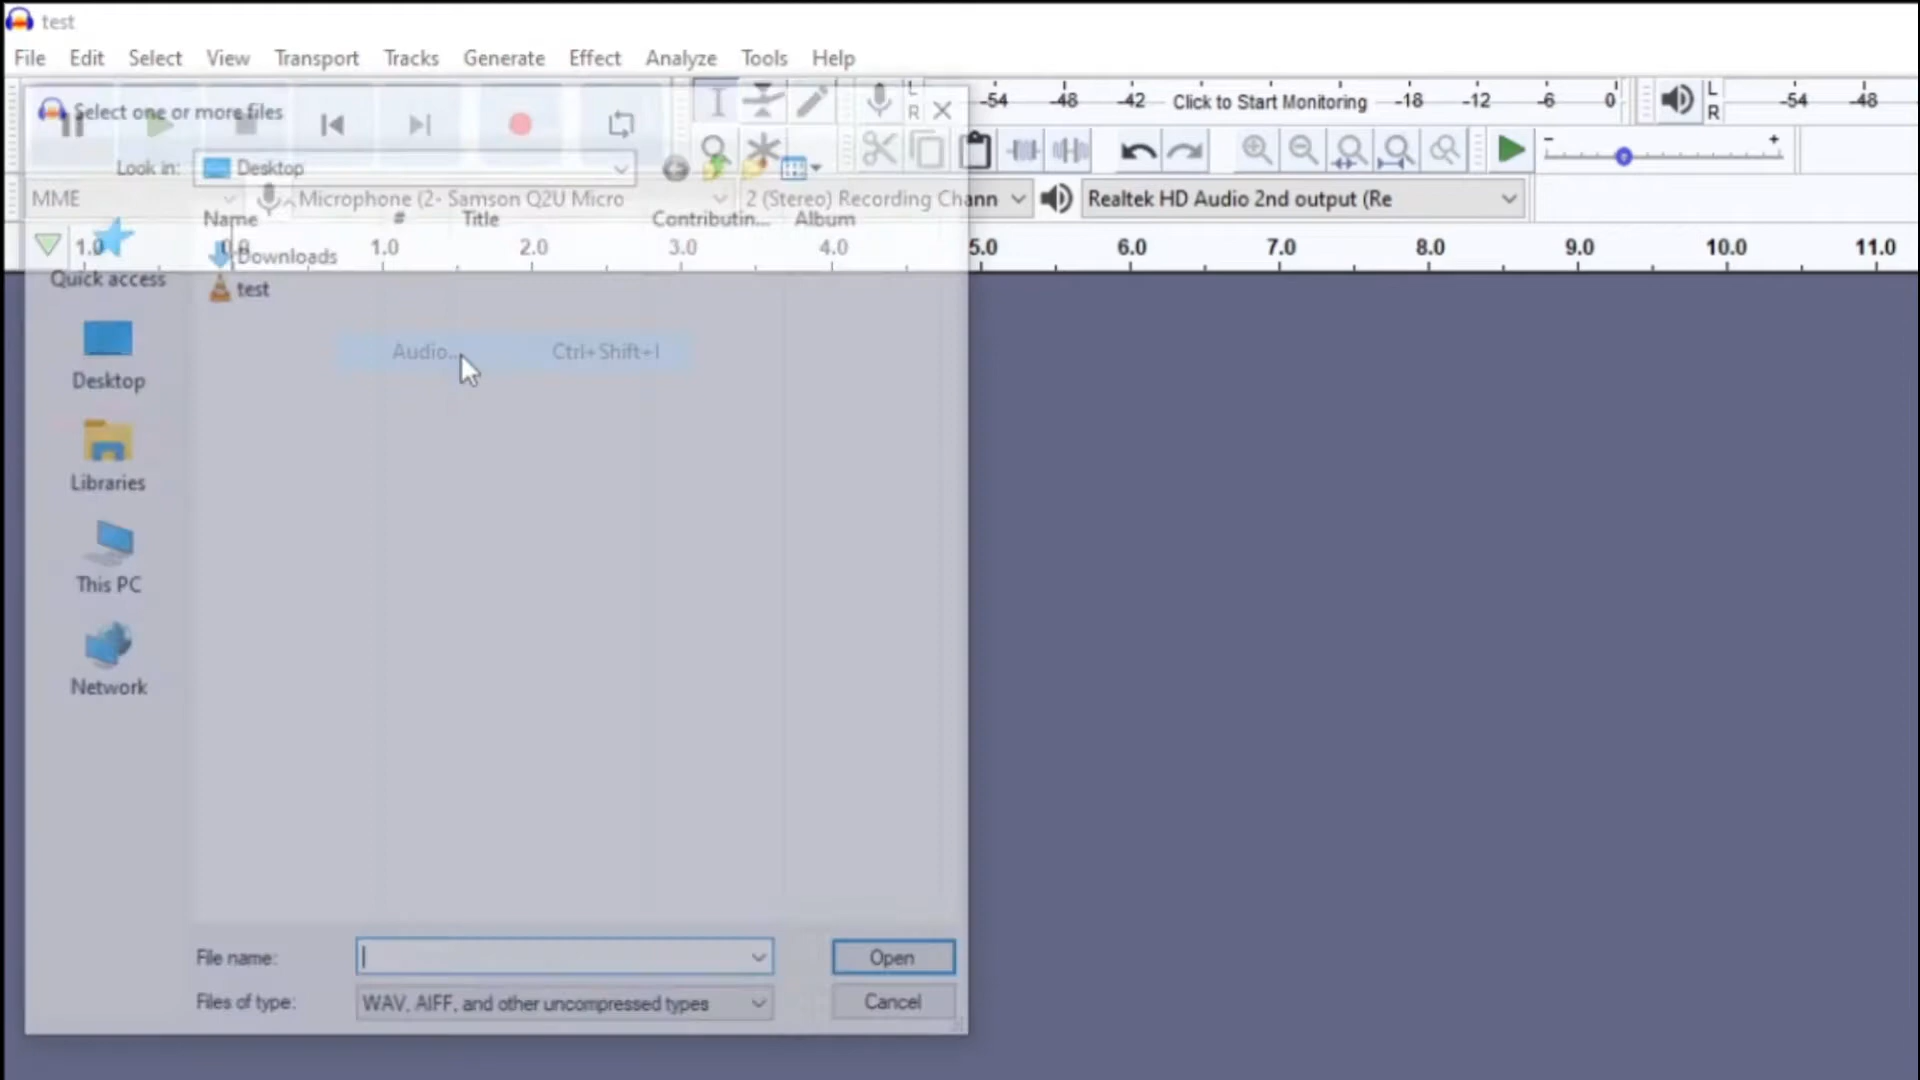 test
File Edit Select View Transport Tracks Generate Effect Analyze Tools Help
Select one or more files
L
R
-54 -48 -42 Click to Start Monitoring -18 -12 -6 0
L
R
-54 -48
Look in: Desktop
- +
MME Microphone (2- Samson Q2U Micro 2 (Stereo) Recording Chann Realtek HD Audio 2nd output (Re
Name # Title Contributin... Album
1.0 0.0 1.0 2.0 3.0 4.0 5.0 6.0 7.0 8.0 9.0 10.0 11.0
Downloads
Quick access
test
Audio... Ctrl+Shift+I
Desktop
Libraries
This PC
Network
File name: Open
Files of type: WAV, AIFF, and other uncompressed types Cancel